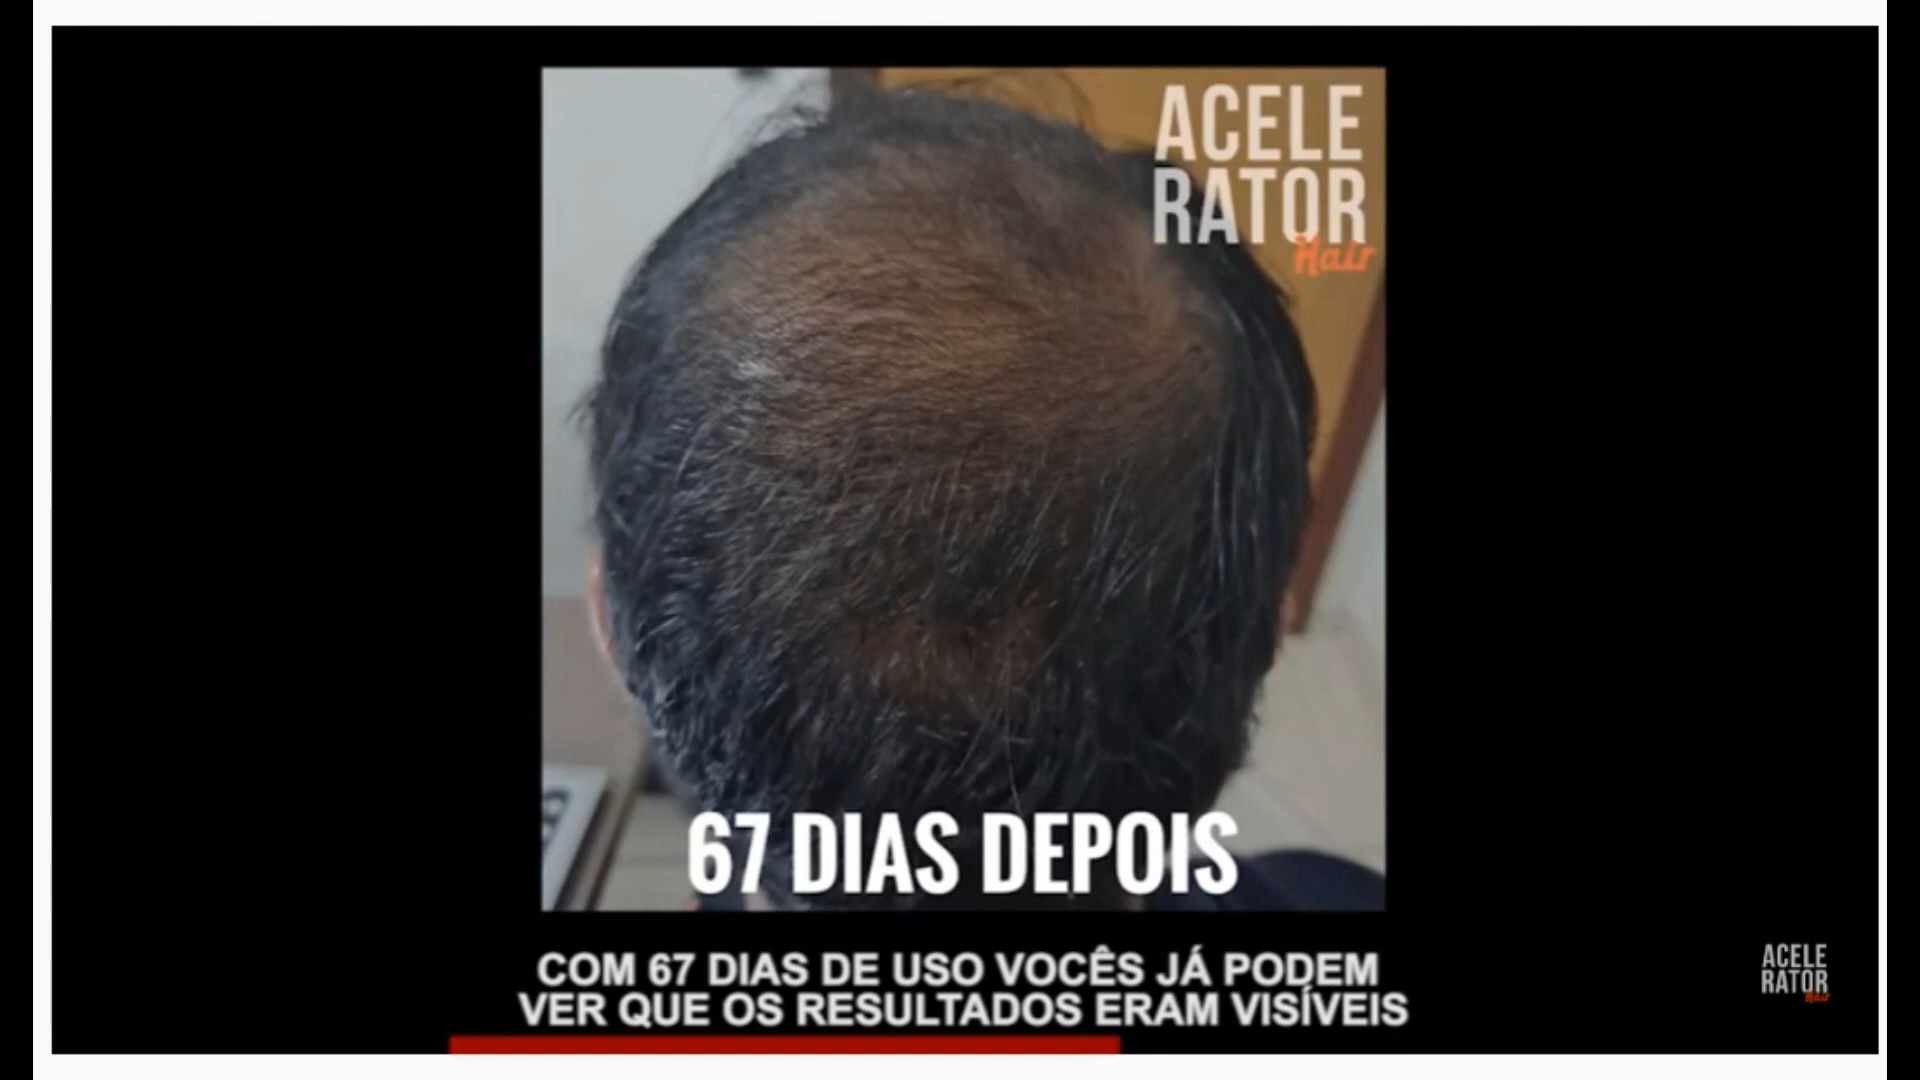 ACELE
RATOR
Hair
67 DIAS DEPOIS
COM 67 DIAS DE USO VOCÊS JÁ PODEM
VER QUE OS RESULTADOS ERAM VISÍVEIS
ACELE
RATOR
Hair